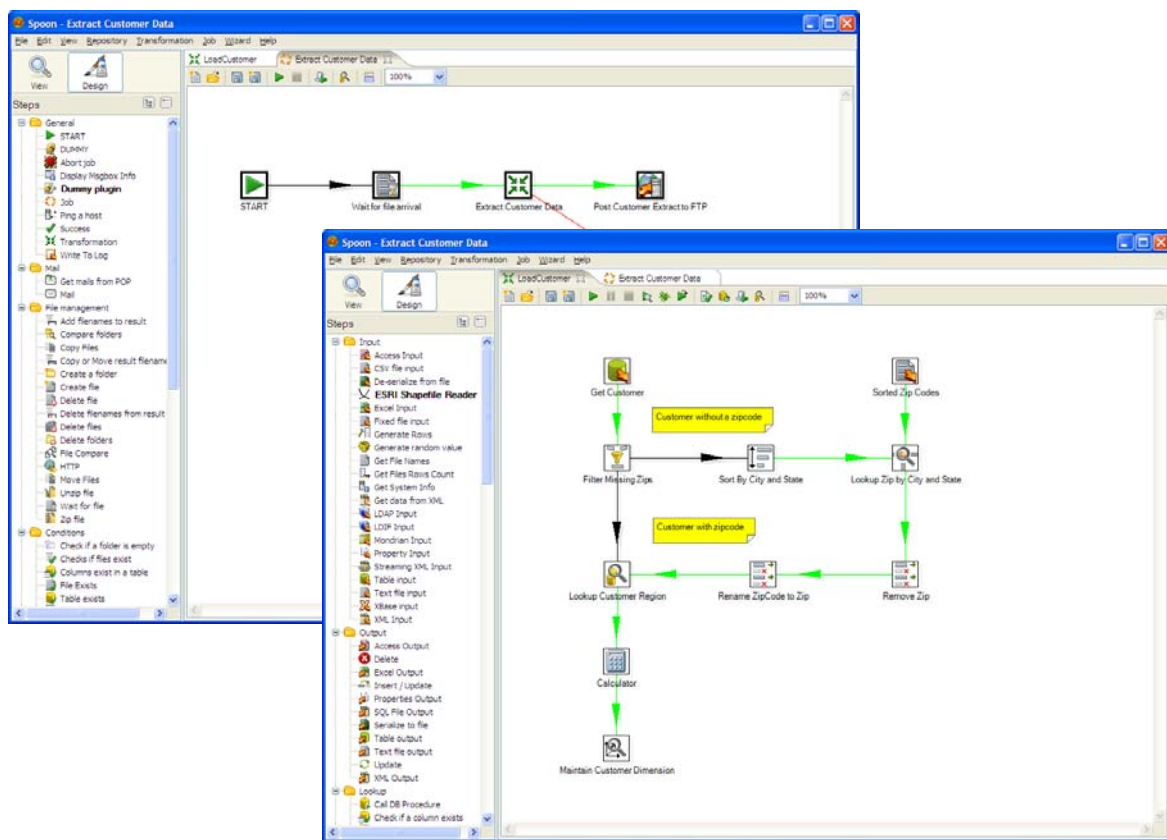 Spoon - Extract Customer Data
File Edit View Repository Transformation Job Wizard Help
LoadCustomer Extract Customer Data
View Design
100%
Steps
General
START
DUMMY
Abort job
Display Msgbox Info
Dummy plugin
Job
Ping a host
Success
Transformation
Write To Log
Mail
Get mails from POP
Mail
File management
Add filenames to result
Compare folders
Copy Files
Copy or Move result filename
Create a folder
Create file
Delete file
Delete filenames from result
Delete files
Delete folders
File Compare
HTTP
Move Files
Unzip file
Wait for file
Zip file
Conditions
Check if a folder is empty
Checks if files exist
Columns exist in a table
File Exists
Table exists
START Wait for file arrival Extract Customer Data Post Customer Extract to FTP
Spoon - Extract Customer Data
File Edit View Repository Transformation Job Wizard Help
LoadCustomer Extract Customer Data
View Design
100%
Steps
Input
Access Input
CSV file input
De-serialize from file
ESRI Shapefile Reader
Excel Input
Fixed file input
Generate Rows
Generate random value
Get File Names
Get Files Rows Count
Get System Info
Get data from XML
LDAP Input
LDIF Input
Mondrian Input
Property Input
Streaming XML Input
Table input
Text file input
XBase input
XML Input
Output
Access Output
Delete
Excel Output
Insert / Update
Properties Output
SQL File Output
Serialize to file
Table output
Text file output
Update
XML Output
Lookup
Call DB Procedure
Check if a column exists
Get Customer Sorted Zip Codes
Customer without a zipcode
Filter Missing Zips Sort By City and State Lookup Zip by City and State
Customer with zipcode
Lookup Customer Region Rename ZipCode to Zip Remove Zip
Calculator
Maintain Customer Dimension